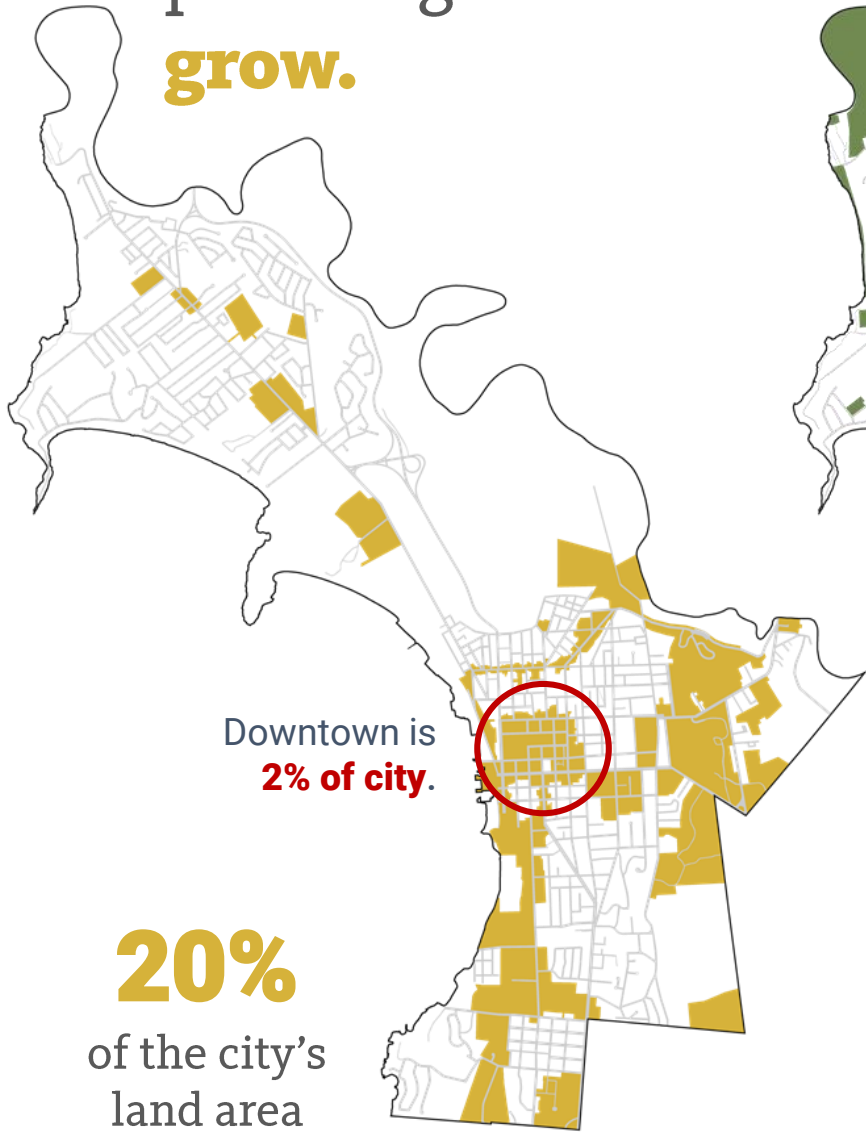 grow.
Downtown is
2% of city.
20%
of the city's
land area